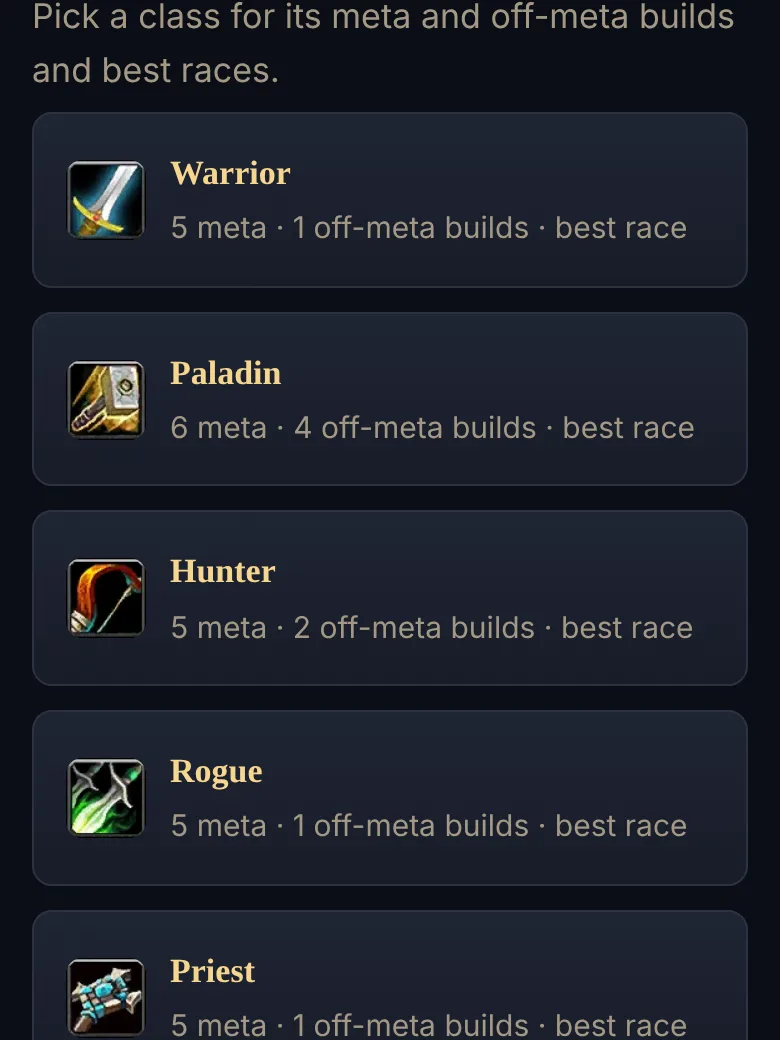 Pick a class for its meta and off-meta builds
and best races.
Warrior
5 meta · 1 off-meta builds · best race
Paladin
6 meta · 4 off-meta builds · best race
Hunter
5 meta · 2 off-meta builds · best race
Rogue
5 meta · 1 off-meta builds · best race
Priest
5 meta · 1 off-meta builds · best race